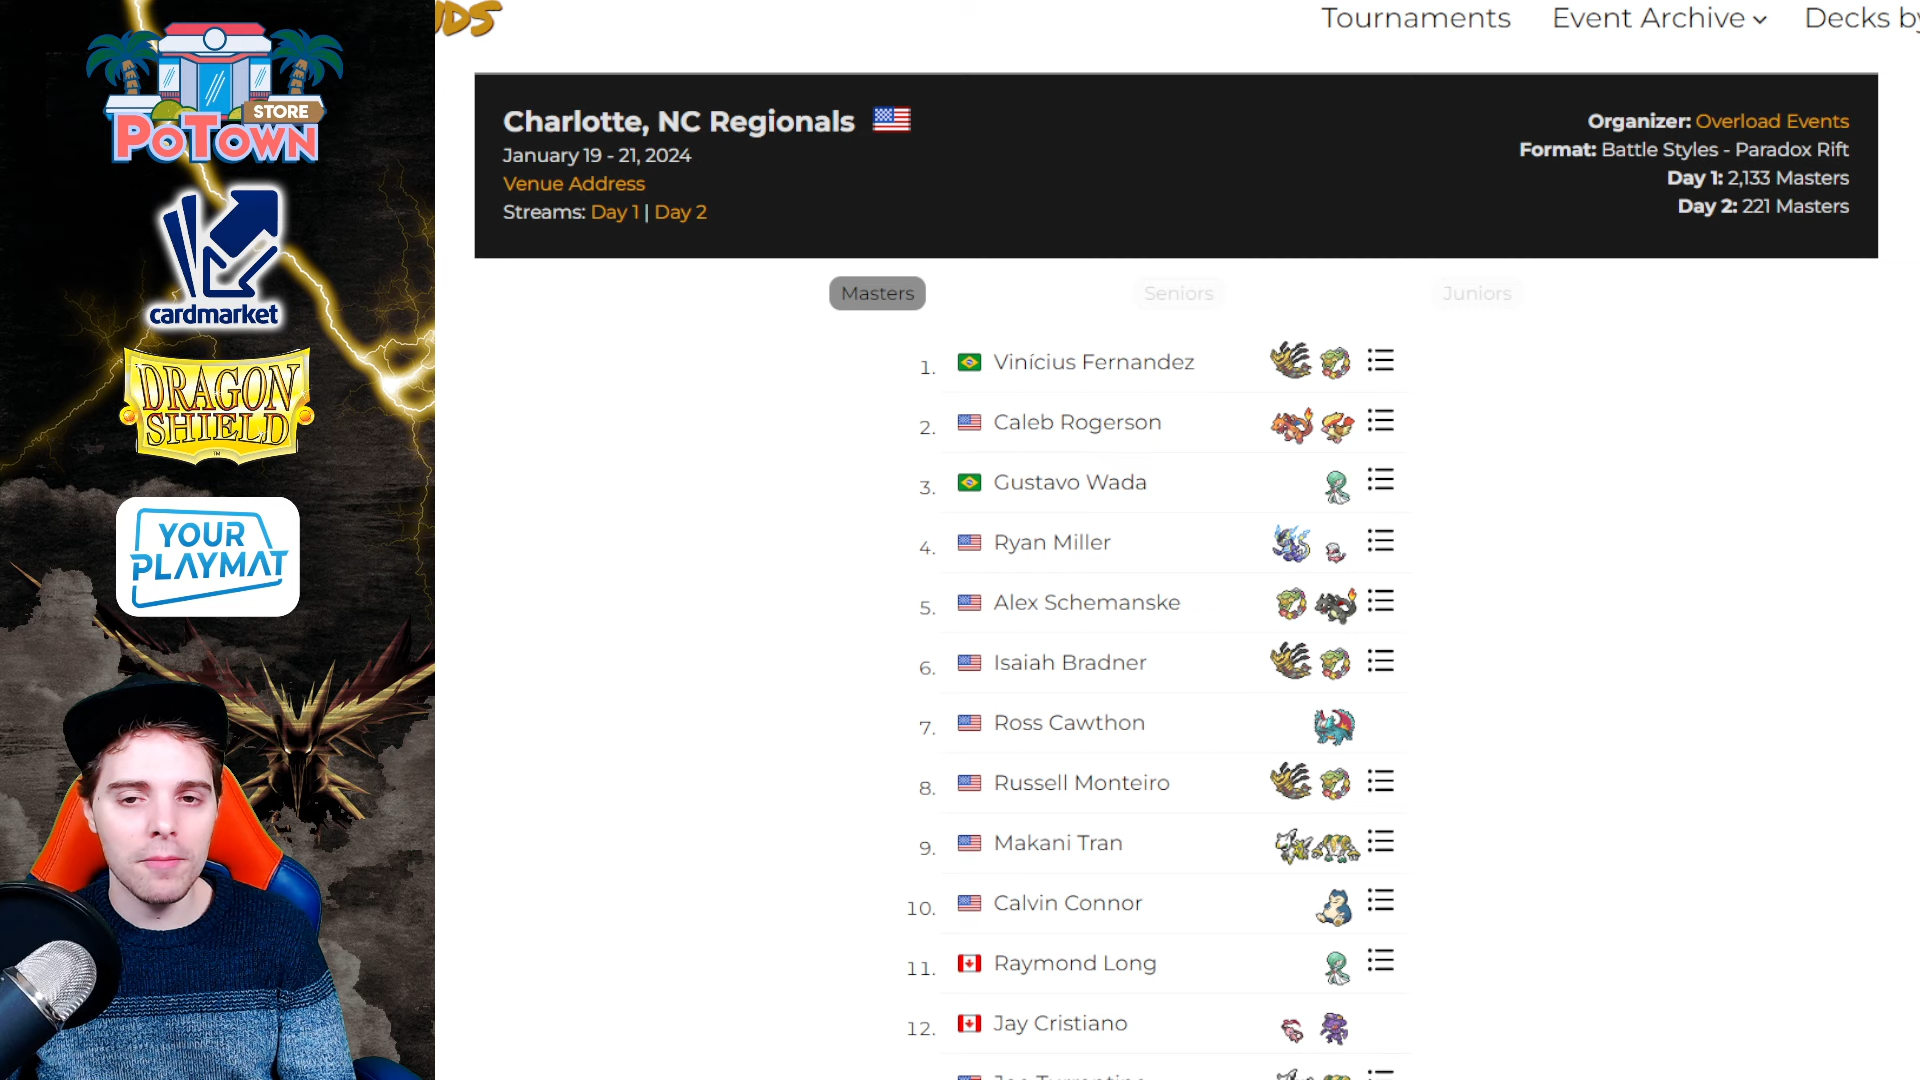 STORE
PoTOWN
cardmarket
DRAGON
SHIELD
™
YOUR
PLAYMAT
Tournaments
Event Archive
Decks by
Charlotte, NC Regionals
January 19 - 21, 2024
Venue Address
Streams: Day 1 | Day 2
Organizer: Overload Events
Format: Battle Styles - Paradox Rift
Day 1: 2,133 Masters
Day 2: 221 Masters
Masters
Seniors
Juniors
1. Vinícius Fernandez
2. Caleb Rogerson
3. Gustavo Wada
4. Ryan Miller
5. Alex Schemanske
6. Isaiah Bradner
7. Ross Cawthon
8. Russell Monteiro
9. Makani Tran
10. Calvin Connor
11. Raymond Long
12. Jay Cristiano